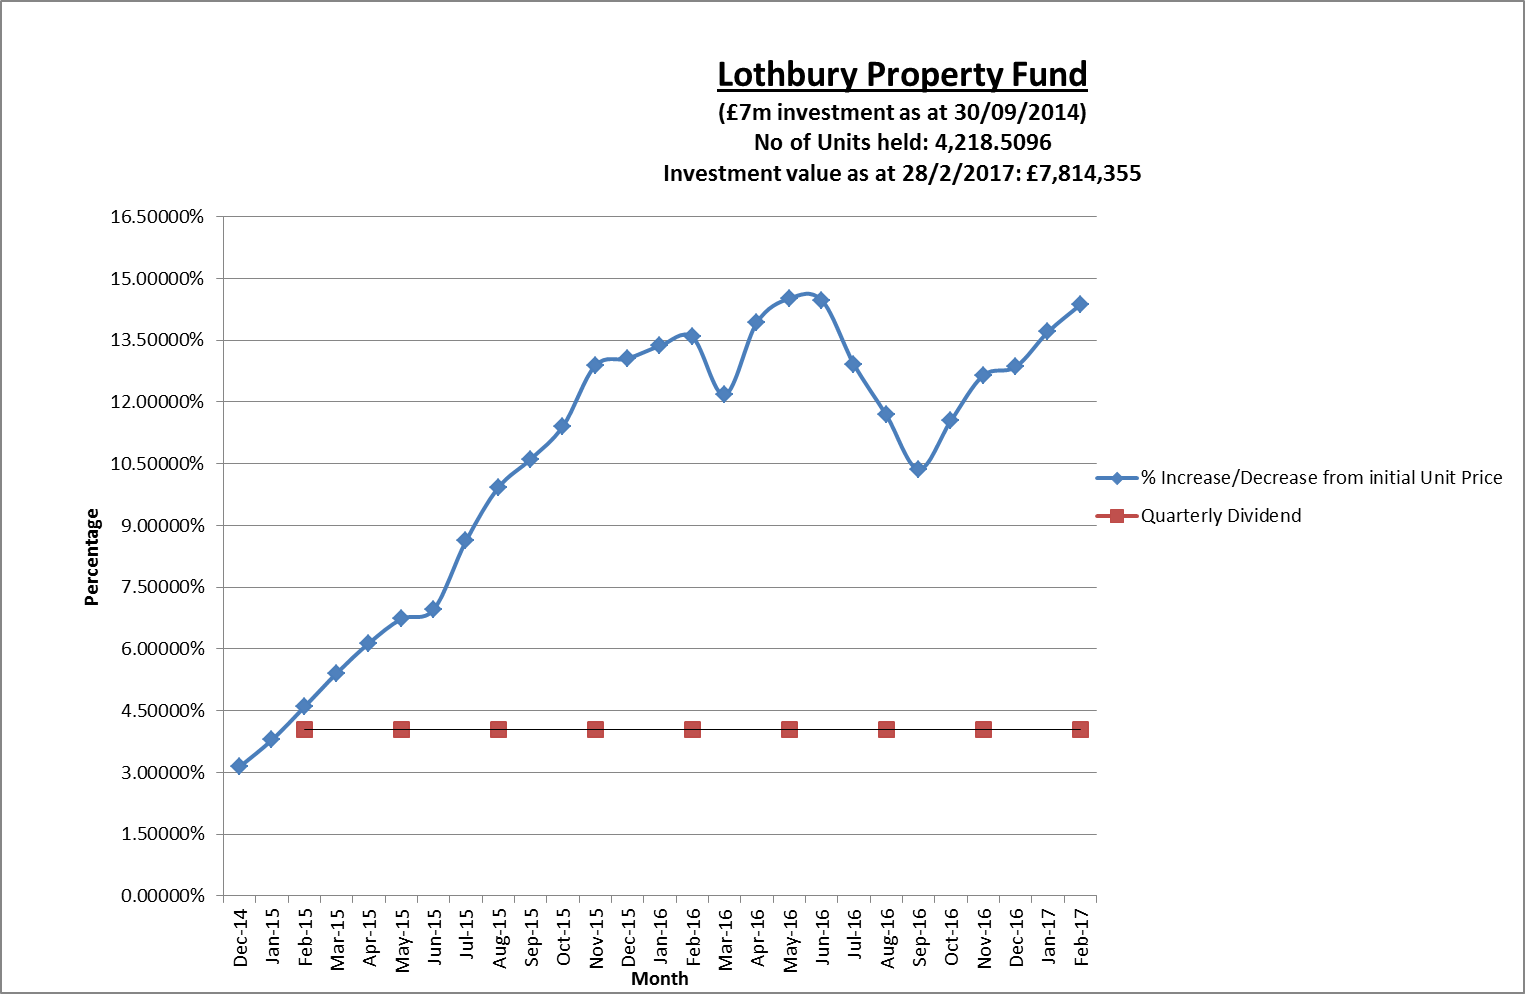 Lothbury Property Fund
(£7m investment as at 30/09/2014)
No of Units held: 4,218.5096
Investment value as at 28/2/2017: £7,814,355
16.50000%
15.00000%
13.50000%
12.00000%
10.50000%
9.00000%
7.50000%
6.00000%
4.50000%
3.00000%
1.50000%
0.00000%
Percentage
% Increase/Decrease from initial Unit Price
Quarterly Dividend
Dec-14
Jan-15
Feb-15
Mar-15
Apr-15
May-15
Jun-15
Jul-15
Aug-15
Sep-15
Oct-15
Nov-15
Dec-15
Jan-16
Feb-16
Mar-16
Apr-16
May-16
Jun-16
Jul-16
Aug-16
Sep-16
Oct-16
Nov-16
Dec-16
Jan-17
Feb-17
Month